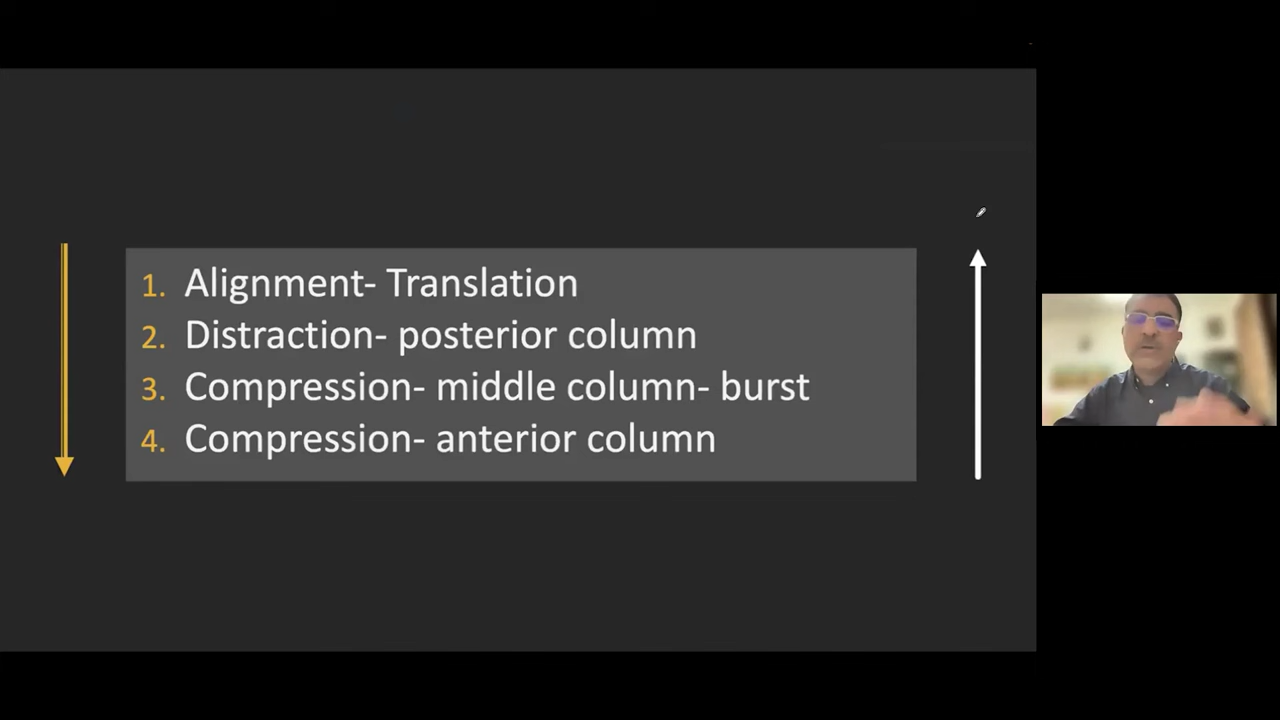 1. Alignment- Translation
2. Distraction- posterior column
3. Compression- middle column- burst
4. Compression- anterior column